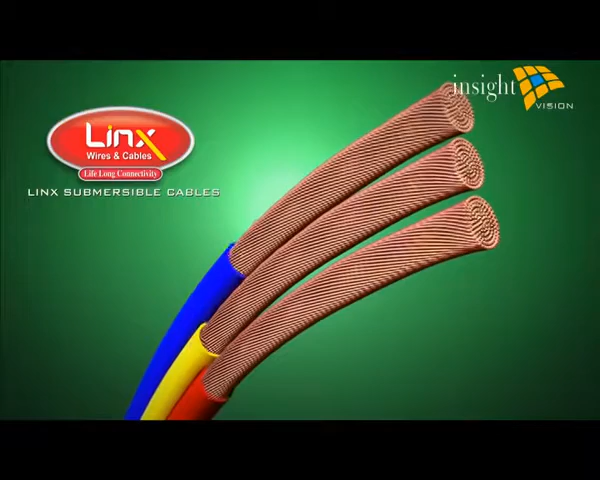 insight
VISION
Linx
Wires & Cables
Life Long Connectivity
LINX SUBMERSIBLE CABLES